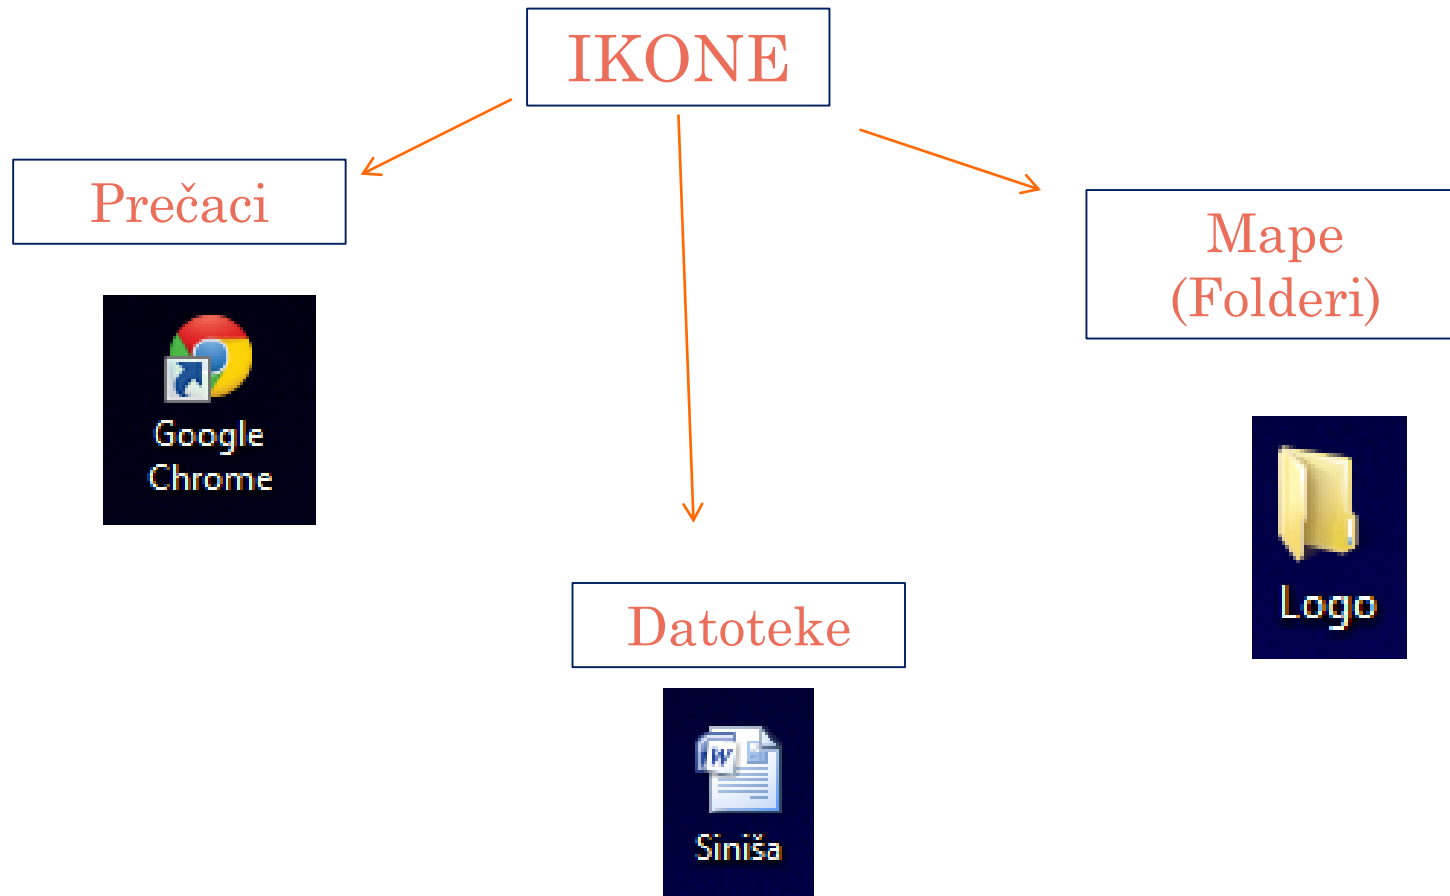 IKONE
Prečaci
Mape
(Folderi)
Google
Chrome
Logo
Datoteke
W
Siniša